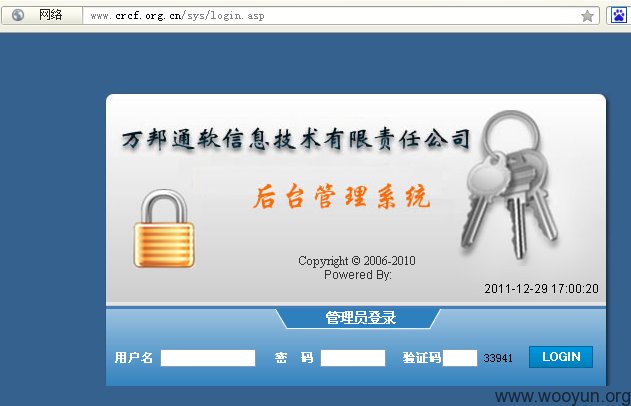 网络 www.crcf.org.cn/sys/login.asp
万邦通软信息技术有限责任公司
后台管理系统
Copyright © 2006-2010
Powered By:
2011-12-29 17:00:20
管理员登录
用户名 密 码 验证码 33941 LOGIN
www.wooyun.org